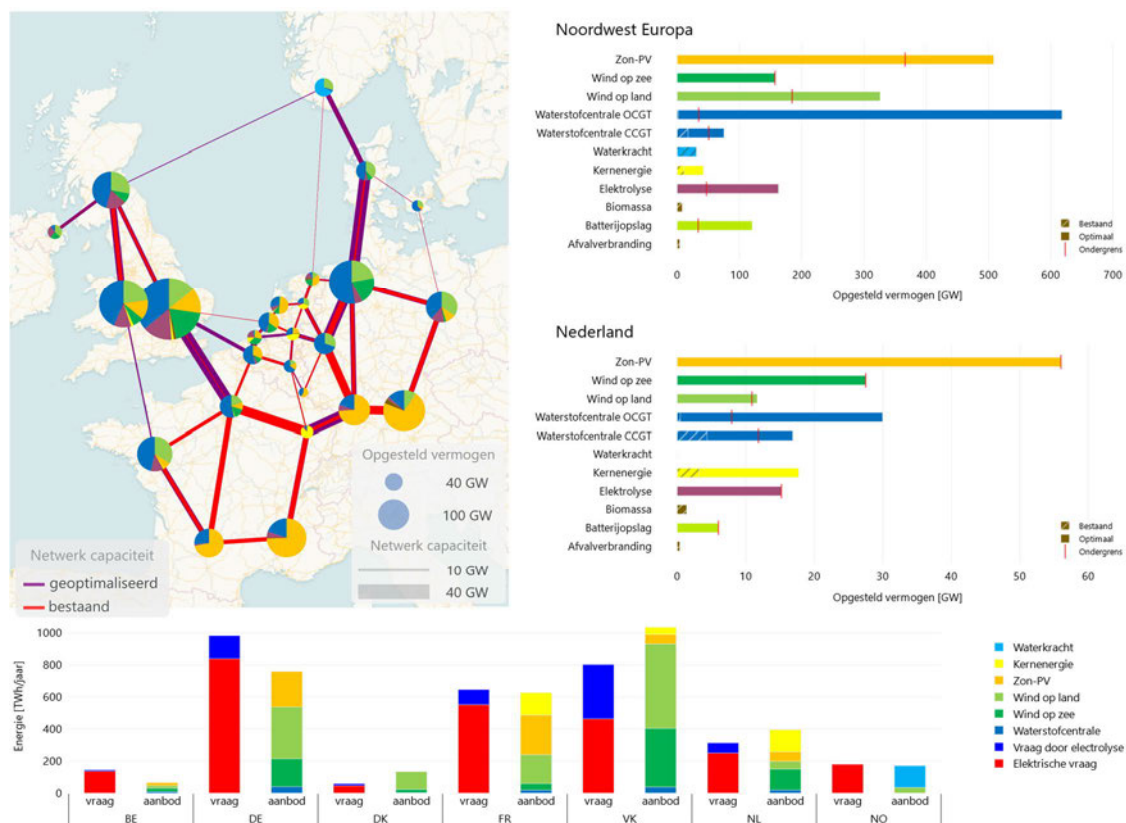 Noordwest Europa
Zon-PV
Wind op zee
Wind op land
Waterstofcentrale OCGT
Waterstofcentrale CCGT
Waterkracht
Kernenergie
Elektrolyse
Biomassa
Batterijopslag
Afvalverbranding
Bestaand
Optimaal
Ondergrens
0 100 200 300 400 500 600 700
Opgesteld vermogen [GW]
Nederland
Zon-PV
Wind op zee
Wind op land
Waterstofcentrale OCGT
Waterstofcentrale CCGT
Waterkracht
Kernenergie
Elektrolyse
Biomassa
Batterijopslag
Afvalverbranding
Bestaand
Optimaal
Ondergrens
0 10 20 30 40 50 60
Opgesteld vermogen [GW]
Opgesteld vermogen
40 GW
100 GW
Netwerk capaciteit
10 GW
40 GW
Netwerk capaciteit
geoptimaliseerd
bestaand
Energie [TWh/jaar]
1000
800
600
400
200
0
vraag aanbod vraag aanbod vraag aanbod vraag aanbod vraag aanbod vraag aanbod vraag aanbod
BE DE DK FR VK NL NO
Waterkracht
Kernenergie
Zon-PV
Wind op land
Wind op zee
Waterstofcentrale
Vraag door electrolyse
Elektrische vraag